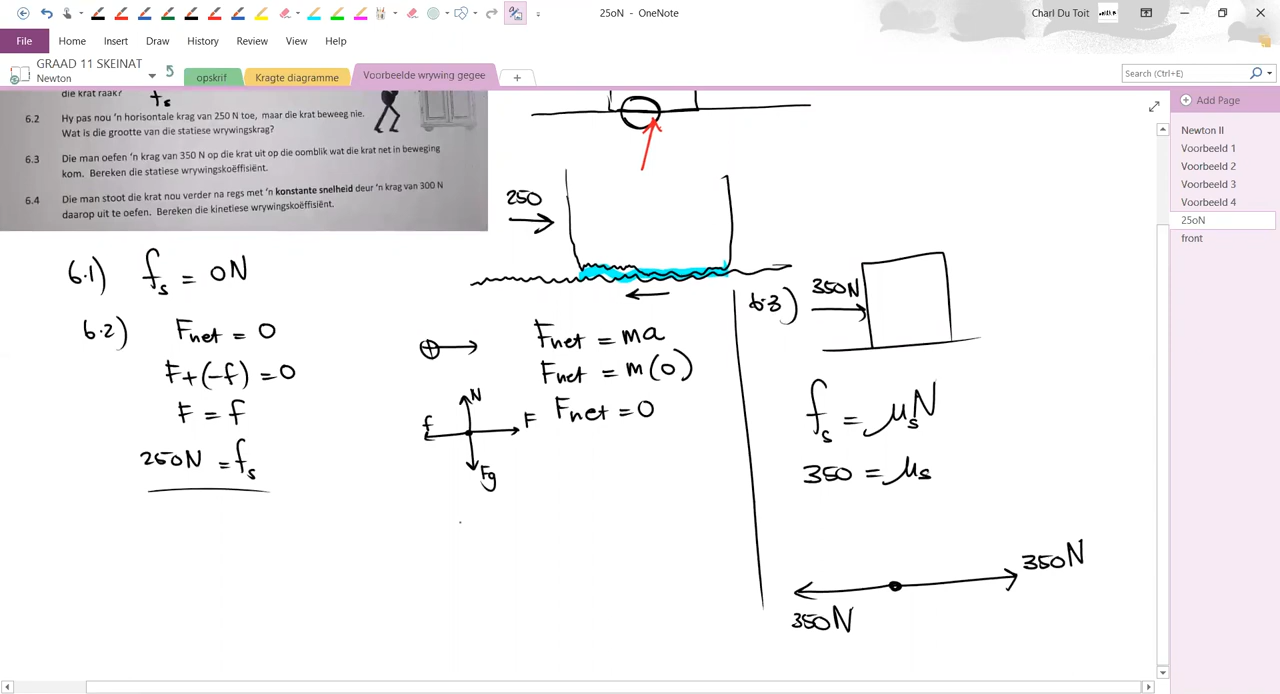 25oN - OneNote
Charl Du Toit
File Home Insert Draw History Review View Help
GRAAD 11 SKEINAT
Newton
opskrif
Kragte diagramme
Voorbeelde wrywing gegee
+
Search (Ctrl+E)
Add Page
Newton II
Voorbeeld 1
Voorbeeld 2
Voorbeeld 3
Voorbeeld 4
25oN
front
die krat raak?
fs
6.2 Hy pas nou 'n horisontale krag van 250 N toe, maar die krat beweeg nie.
Wat is die grootte van die statiese wrywingskrag?
6.3 Die man oefen 'n krag van 350 N op die krat uit op die oomblik wat die krat net in beweging
kom. Bereken die statiese wrywingskoëffisiënt.
6.4 Die man stoot die krat nou verder na regs met 'n konstante snelheid deur 'n krag van 300 N
daarop uit te oefen. Bereken die kinetiese wrywingskoëffisiënt.
250
6.1) fs = 0N
6.2) Fnet = 0
F+(-f) = 0
F = f
250N = fs
+
N
f
F
Fg
Fnet = ma
Fnet = m(0)
Fnet = 0
6.3)
350N
fs = μsN
350 = μs
350N
350N